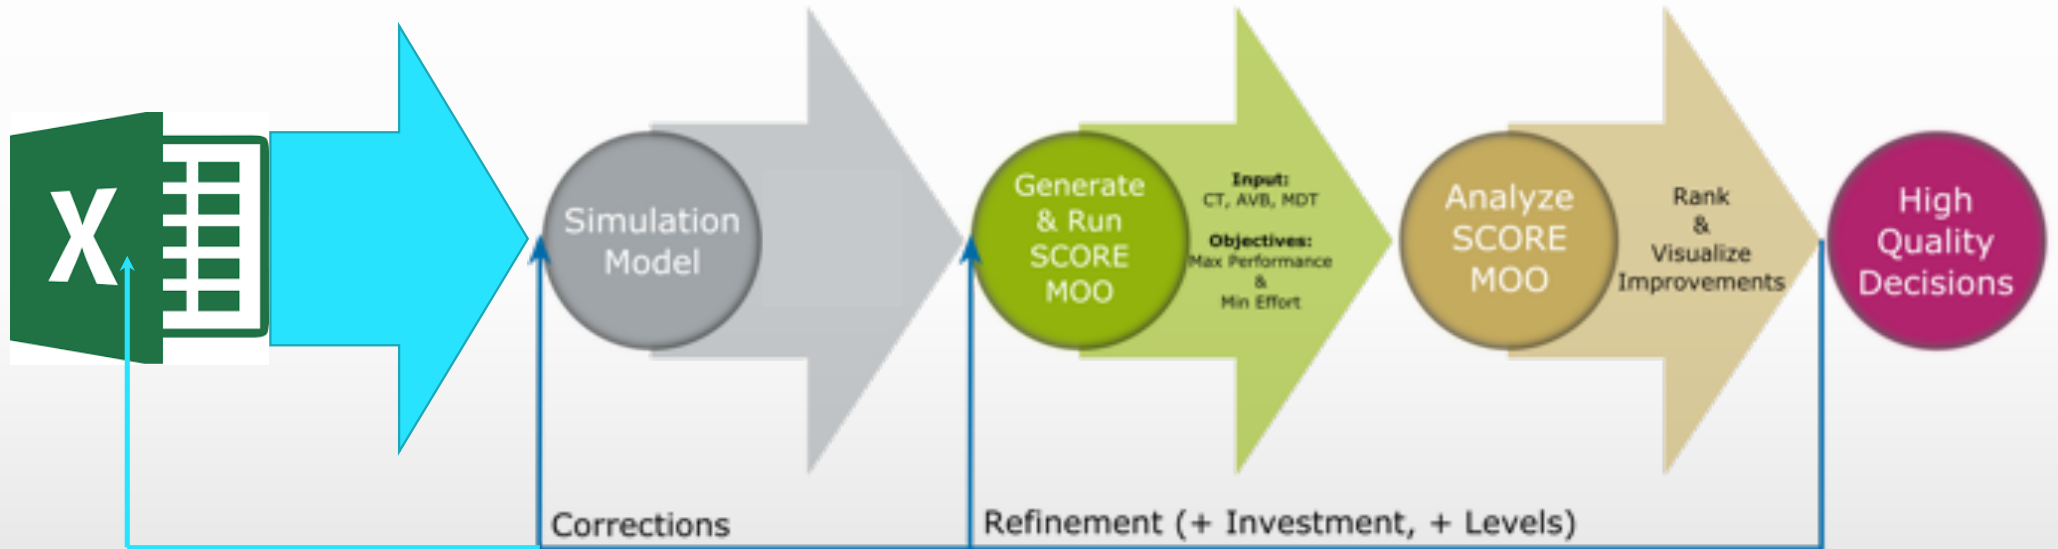 X
Simulation
Model
Generate
& Run
SCORE
MOO
Input:
CT, AVB, MDT
Objectives:
Max Performance
&
Min Effort
Analyze
SCORE
MOO
Rank
&
Visualize
Improvements
High
Quality
Decisions
Corrections
Refinement (+ Investment, + Levels)